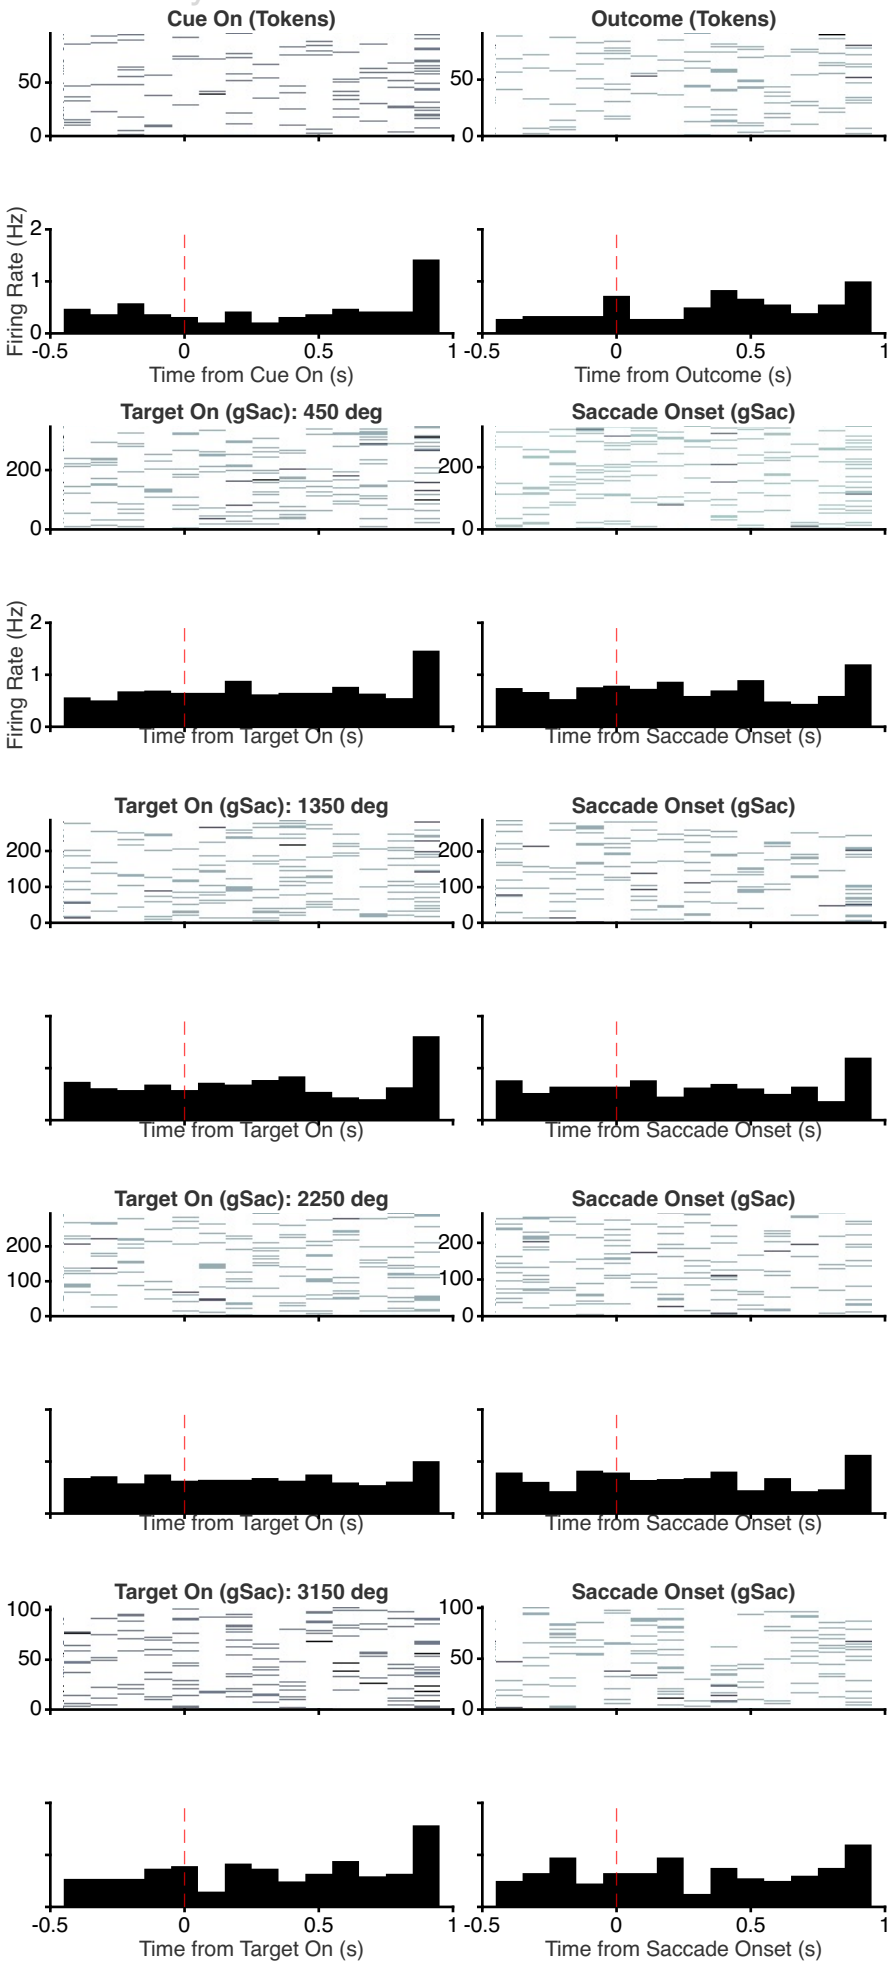 Cue On (Tokens)
Outcome (Tokens)
50
0
50
0
Firing Rate (Hz)
2
1
0
-0.5 0 0.5 1
Time from Cue On (s)
-0.5 0 0.5 1
Time from Outcome (s)
Target On (gSac): 450 deg
Saccade Onset (gSac)
200
0
200
0
Firing Rate (Hz)
2
1
0
Time from Target On (s)
Time from Saccade Onset (s)
Target On (gSac): 1350 deg
Saccade Onset (gSac)
200
100
0
200
100
0
Time from Target On (s)
Time from Saccade Onset (s)
Target On (gSac): 2250 deg
Saccade Onset (gSac)
200
100
0
200
100
0
Time from Target On (s)
Time from Saccade Onset (s)
Target On (gSac): 3150 deg
Saccade Onset (gSac)
100
50
0
100
50
0
-0.5 0 0.5 1
Time from Target On (s)
-0.5 0 0.5 1
Time from Saccade Onset (s)